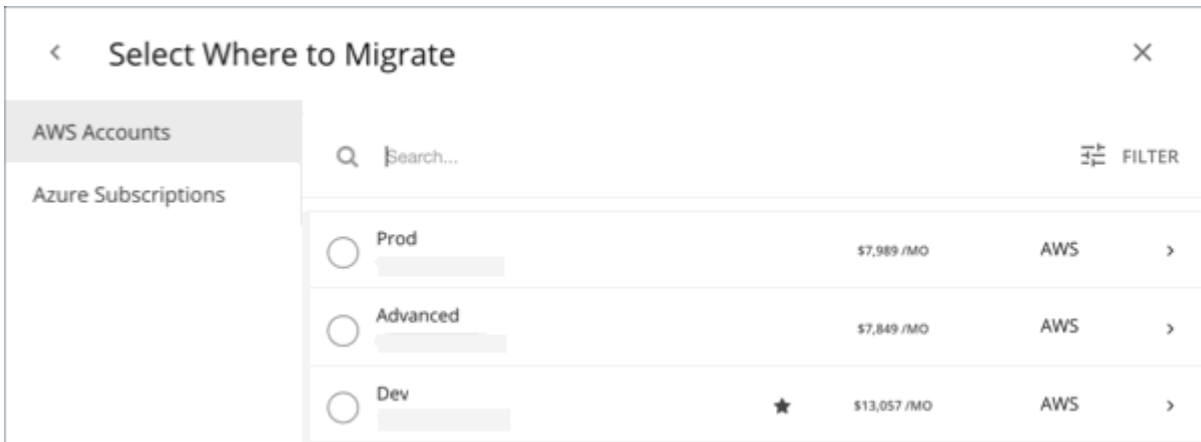 Select Where to Migrate
AWS Accounts
Azure Subscriptions
Search...
FILTER
Prod
$7,989 /MO
AWS
Advanced
$7,849 /MO
AWS
Dev
$13,057 /MO
AWS